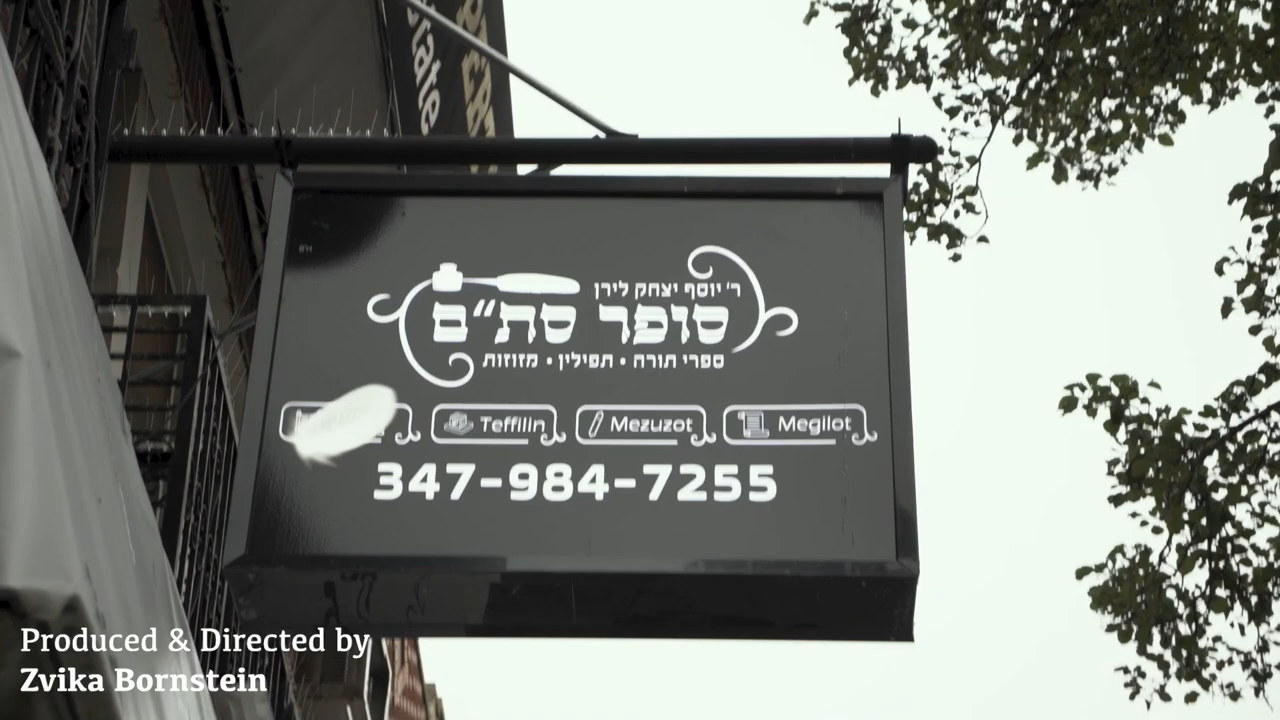 state
ר' יוסף יצחק לירן
סופר סת״ם
ספרי תורה • תפילין • מזוזות
Teffilin Mezuzot Megilot
347-984-7255
Produced & Directed by
Zvika Bornstein